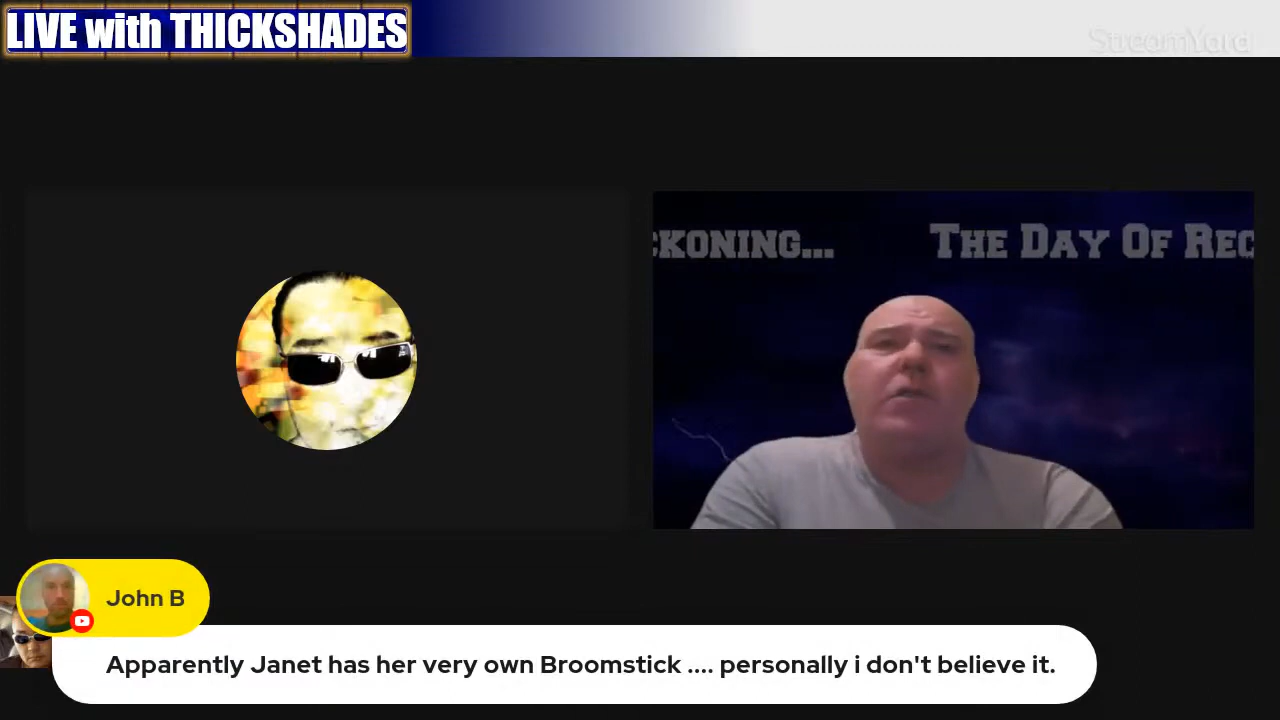 LIVE with THICKSHADES
StreamYard
CKONING... THE DAY OF REC
John B
Apparently Janet has her very own Broomstick .... personally i don't believe it.